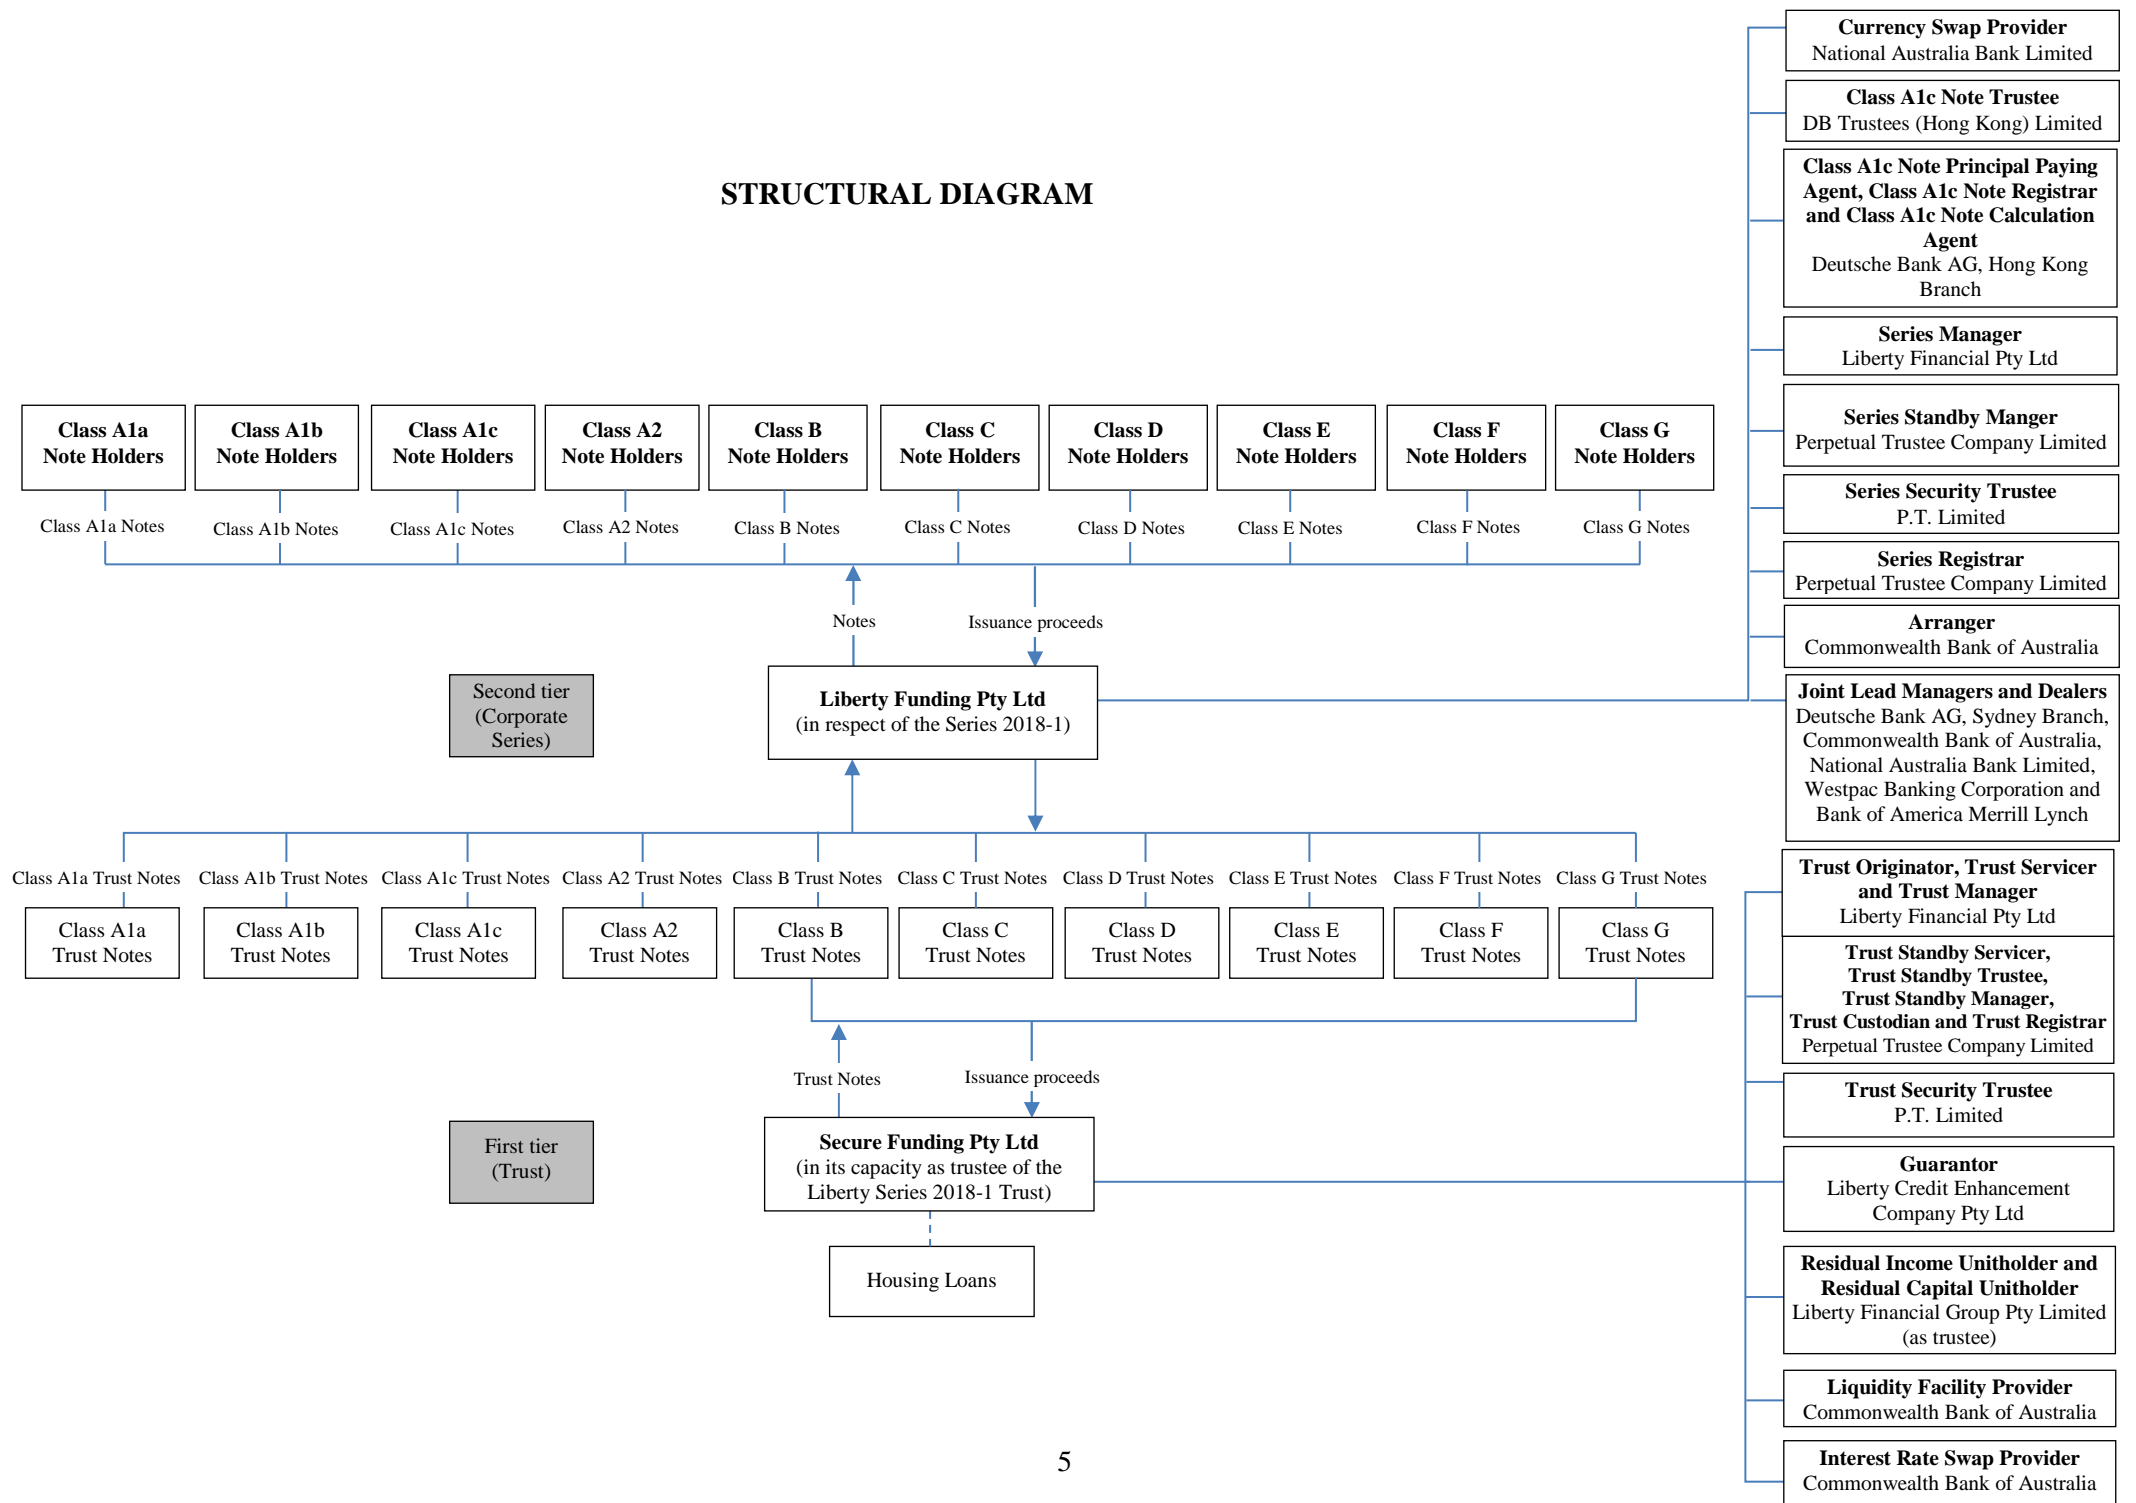 STRUCTURAL DIAGRAM
Currency Swap Provider
National Australia Bank Limited
Class A1c Note Trustee
DB Trustees (Hong Kong) Limited
Class A1c Note Principal Paying
Agent, Class A1c Note Registrar
and Class A1c Note Calculation
Agent
Deutsche Bank AG, Hong Kong
Branch
Series Manager
Liberty Financial Pty Ltd
Series Standby Manger
Perpetual Trustee Company Limited
Series Security Trustee
P.T. Limited
Series Registrar
Perpetual Trustee Company Limited
Arranger
Commonwealth Bank of Australia
Joint Lead Managers and Dealers
Deutsche Bank AG, Sydney Branch,
Commonwealth Bank of Australia,
National Australia Bank Limited,
Westpac Banking Corporation and
Bank of America Merrill Lynch
Class A1a
Note Holders
Class A1b
Note Holders
Class A1c
Note Holders
Class A2
Note Holders
Class B
Note Holders
Class C
Note Holders
Class D
Note Holders
Class E
Note Holders
Class F
Note Holders
Class G
Note Holders
Class A1a Notes
Class A1b Notes
Class A1c Notes
Class A2 Notes
Class B Notes
Class C Notes
Class D Notes
Class E Notes
Class F Notes
Class G Notes
Notes
Issuance proceeds
Second tier
(Corporate
Series)
Liberty Funding Pty Ltd
(in respect of the Series 2018-1)
Class A1a Trust Notes
Class A1b Trust Notes
Class A1c Trust Notes
Class A2 Trust Notes
Class B Trust Notes
Class C Trust Notes
Class D Trust Notes
Class E Trust Notes
Class F Trust Notes
Class G Trust Notes
Class A1a
Trust Notes
Class A1b
Trust Notes
Class A1c
Trust Notes
Class A2
Trust Notes
Class B
Trust Notes
Class C
Trust Notes
Class D
Trust Notes
Class E
Trust Notes
Class F
Trust Notes
Class G
Trust Notes
Trust Notes
Issuance proceeds
First tier
(Trust)
Secure Funding Pty Ltd
(in its capacity as trustee of the
Liberty Series 2018-1 Trust)
Housing Loans
Trust Originator, Trust Servicer
and Trust Manager
Liberty Financial Pty Ltd
Trust Standby Servicer,
Trust Standby Trustee,
Trust Standby Manager,
Trust Custodian and Trust Registrar
Perpetual Trustee Company Limited
Trust Security Trustee
P.T. Limited
Guarantor
Liberty Credit Enhancement
Company Pty Ltd
Residual Income Unitholder and
Residual Capital Unitholder
Liberty Financial Group Pty Limited
(as trustee)
Liquidity Facility Provider
Commonwealth Bank of Australia
Interest Rate Swap Provider
Commonwealth Bank of Australia
5